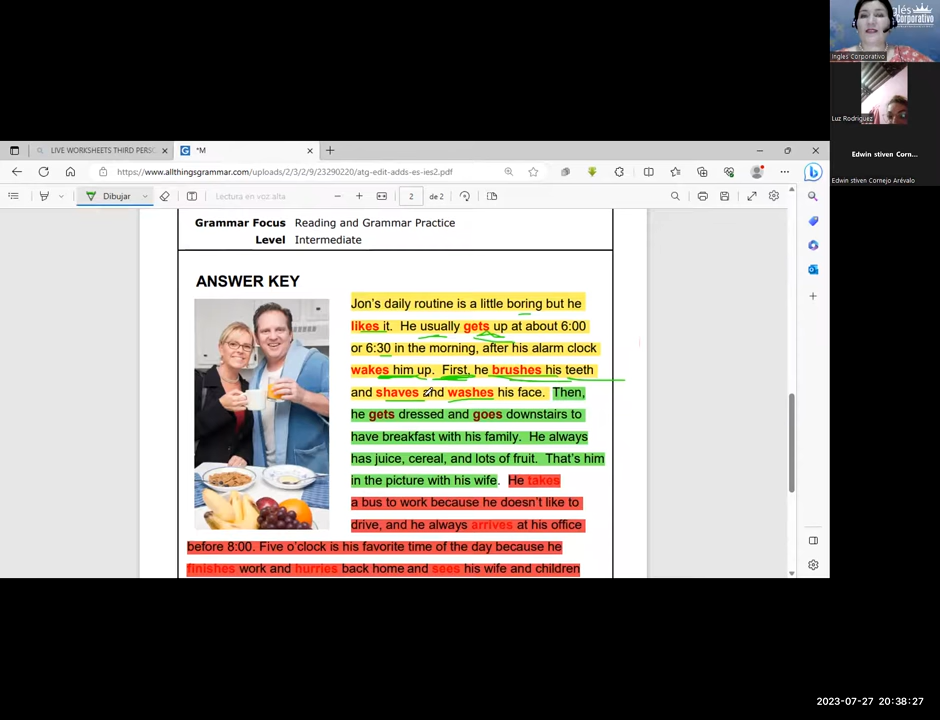 nglés
Corporativo
Ingles Corporativo
Luz Rodriguez
Edwin stiven Corn...
Edwin stiven Cornejo Arévalo
LIVE WORKSHEETS THIRD PERSO
*M
https://www.allthingsgrammar.com/uploads/2/3/2/9/23290220/atg-edit-adds-es-ies2.pdf
Dibujar
Lectura en voz alta
2
de 2
Grammar Focus Reading and Grammar Practice
Level Intermediate
ANSWER KEY
Jon's daily routine is a little boring but he
likes it. He usually gets up at about 6:00
or 6:30 in the morning, after his alarm clock
wakes him up. First, he brushes his teeth
and shaves and washes his face. Then,
he gets dressed and goes downstairs to
have breakfast with his family. He always
has juice, cereal, and lots of fruit. That's him
in the picture with his wife. He takes
a bus to work because he doesn't like to
drive, and he always arrives at his office
before 8:00. Five o'clock is his favorite time of the day because he
finishes work and hurries back home and sees his wife and children
2023-07-27 20:38:27